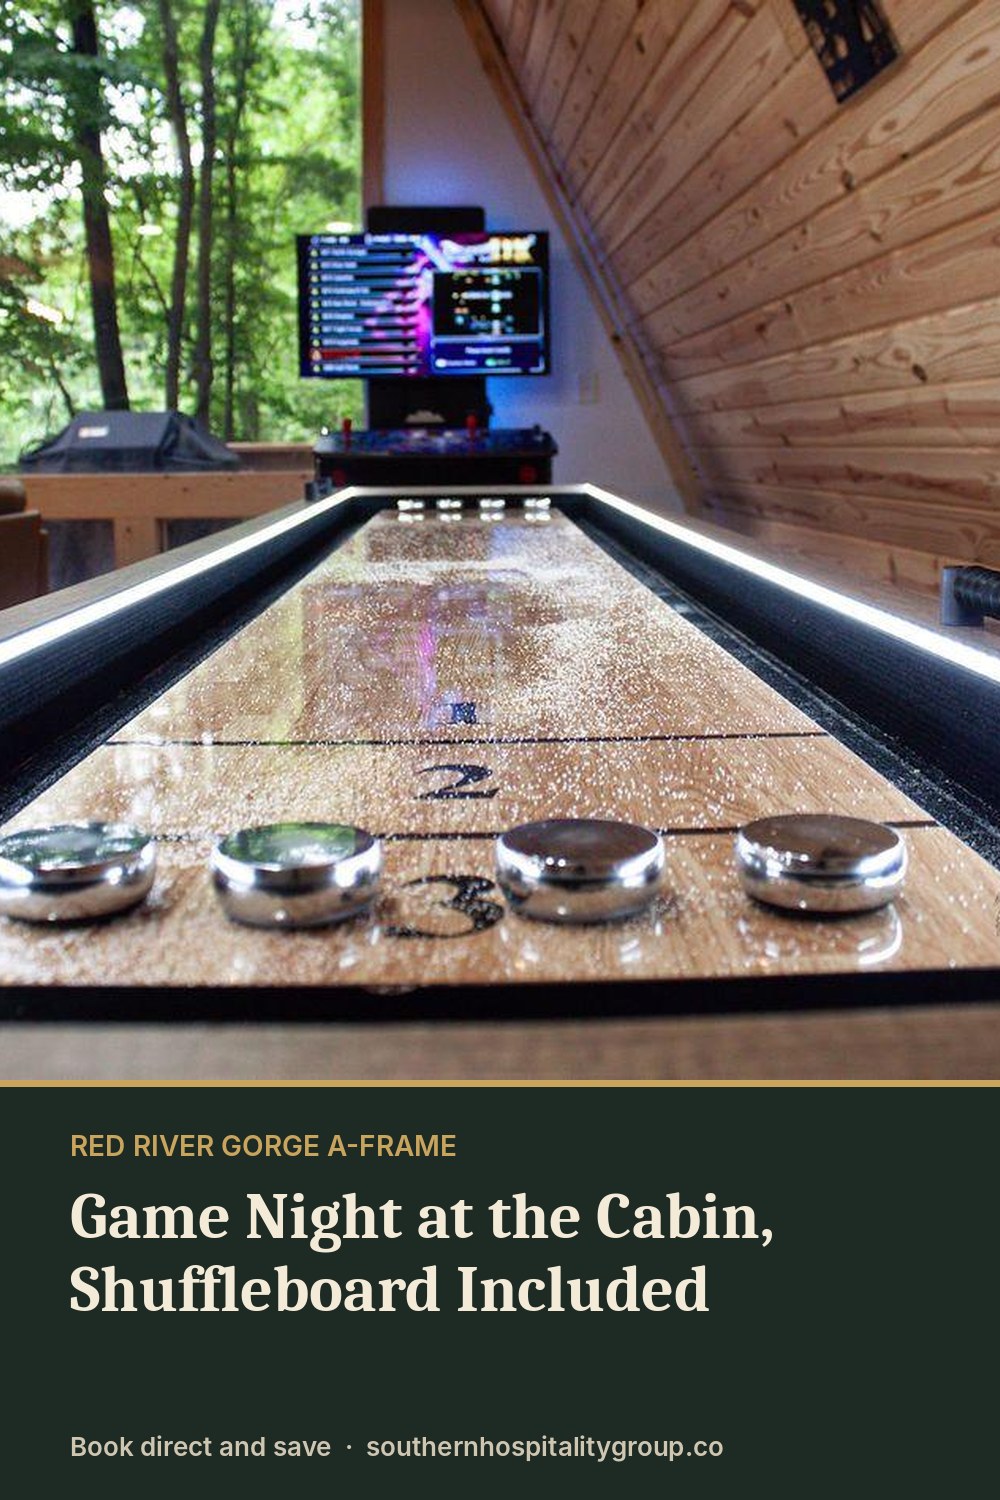 1
2
3
RED RIVER GORGE A-FRAME
Game Night at the Cabin,
Shuffleboard Included
Book direct and save · southernhospitalitygroup.co